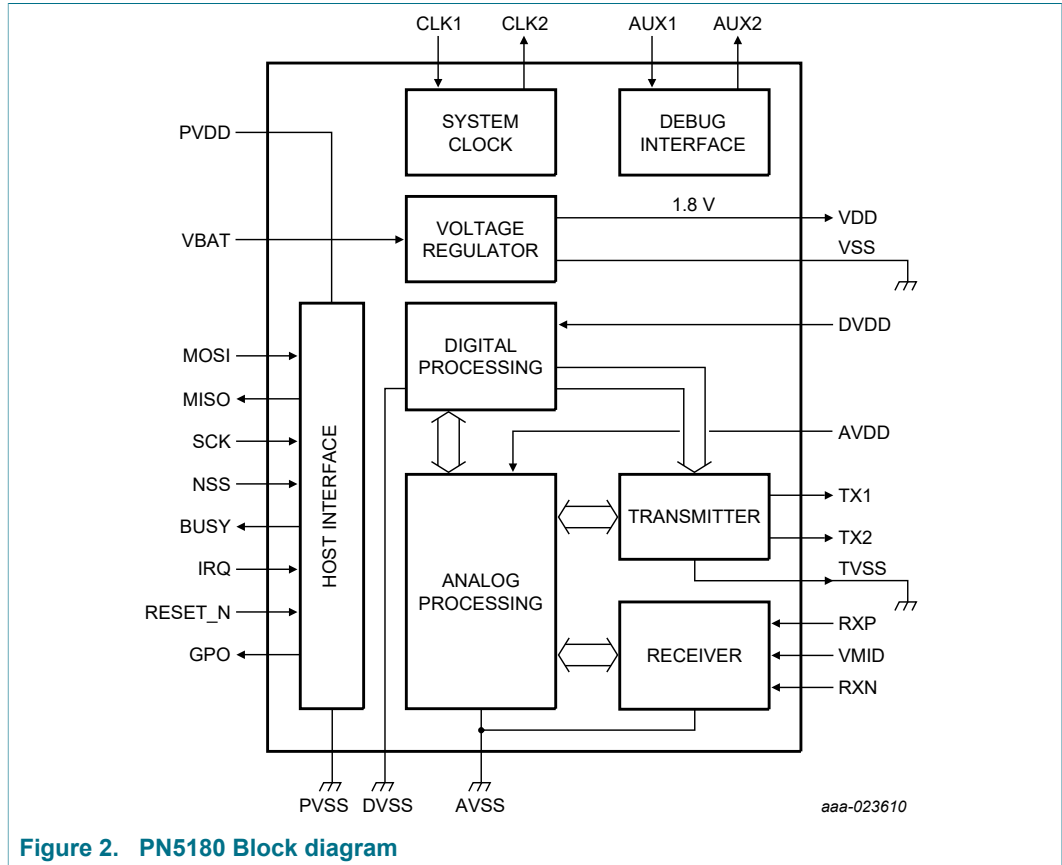 CLK1
CLK2
AUX1
AUX2
SYSTEM
CLOCK
DEBUG
INTERFACE
PVDD
VBAT
VOLTAGE
REGULATOR
1.8 V
VDD
VSS
DVDD
DIGITAL
PROCESSING
MOSI
MISO
SCK
NSS
BUSY
IRQ
RESET_N
GPO
HOST INTERFACE
AVDD
ANALOG
PROCESSING
TRANSMITTER
TX1
TX2
TVSS
RECEIVER
RXP
VMID
RXN
PVSS
DVSS
AVSS
aaa-023610
Figure 2. PN5180 Block diagram